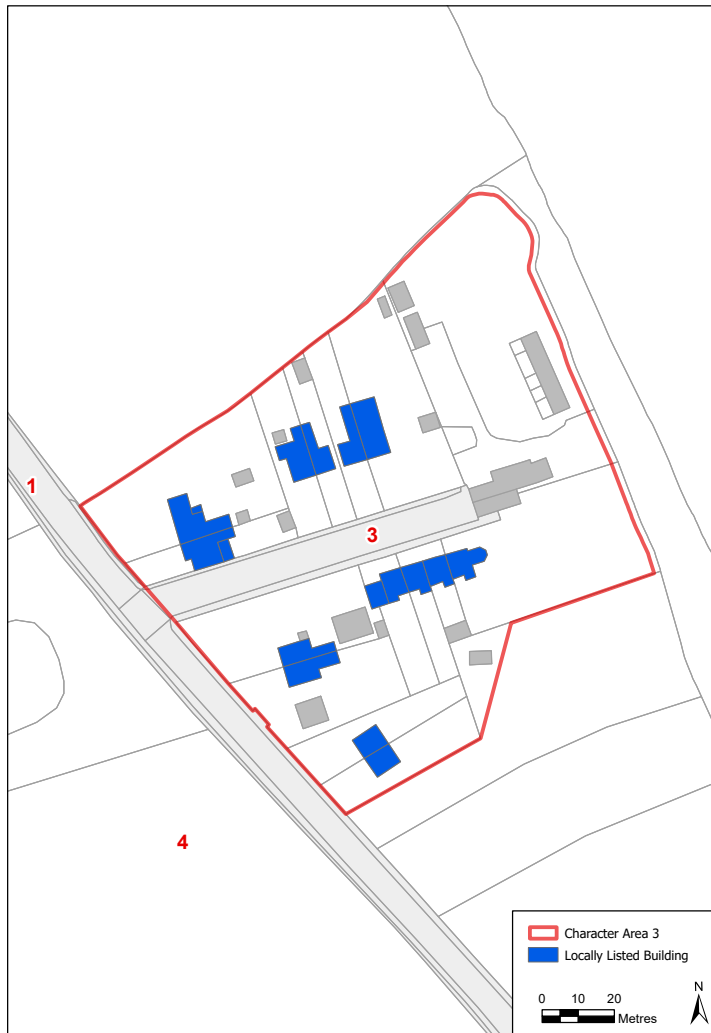 1
3
4
Character Area 3
Locally Listed Building
N
0 10 20
Metres